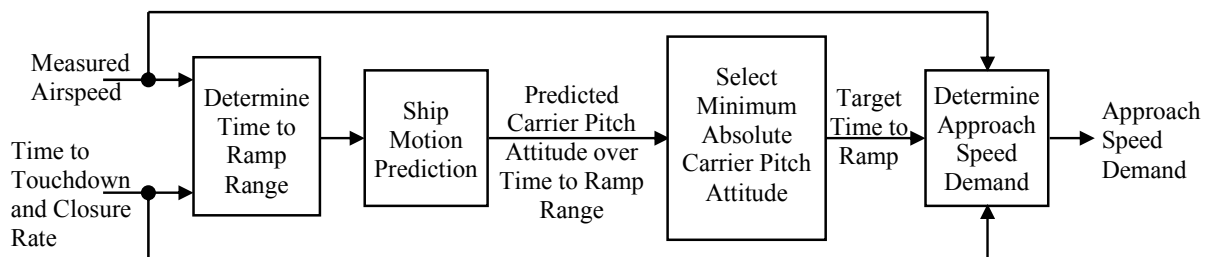 Measured
Airspeed
Time to
Touchdown
and Closure
Rate
Determine
Time to
Ramp
Range
Ship
Motion
Prediction
Predicted
Carrier Pitch
Attitude over
Time to Ramp
Range
Select
Minimum
Absolute
Carrier Pitch
Attitude
Target
Time to
Ramp
Determine
Approach
Speed
Demand
Approach
Speed
Demand